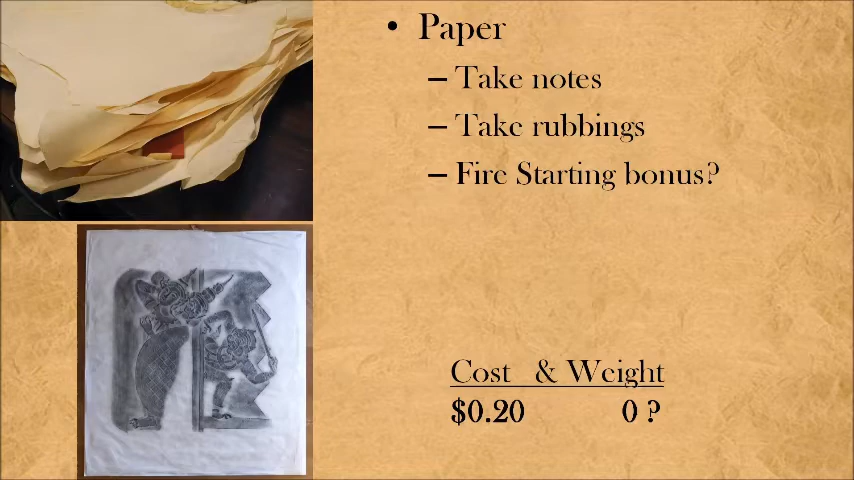 • Paper
– Take notes
– Take rubbings
– Fire Starting bonus?
Cost & Weight
$0.20 0 ?